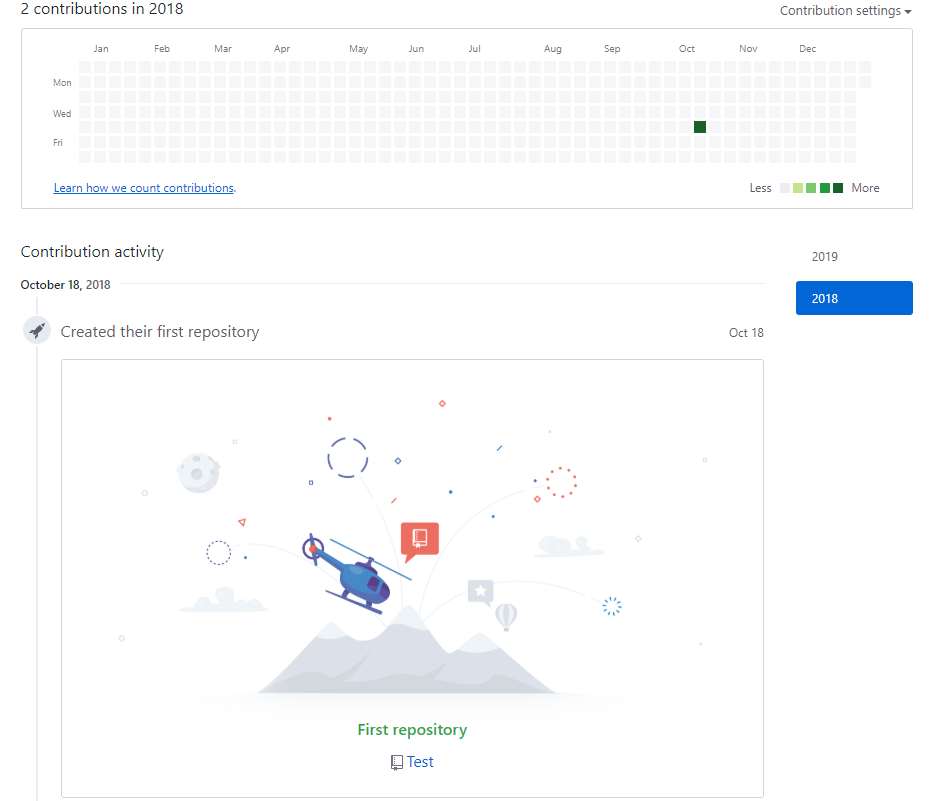 2 contributions in 2018
Contribution settings
Jan Feb Mar Apr May Jun Jul Aug Sep Oct Nov Dec
Mon
Wed
Fri
Learn how we count contributions.
Less More
Contribution activity
2019
October 18, 2018
2018
Created their first repository
Oct 18
First repository
Test